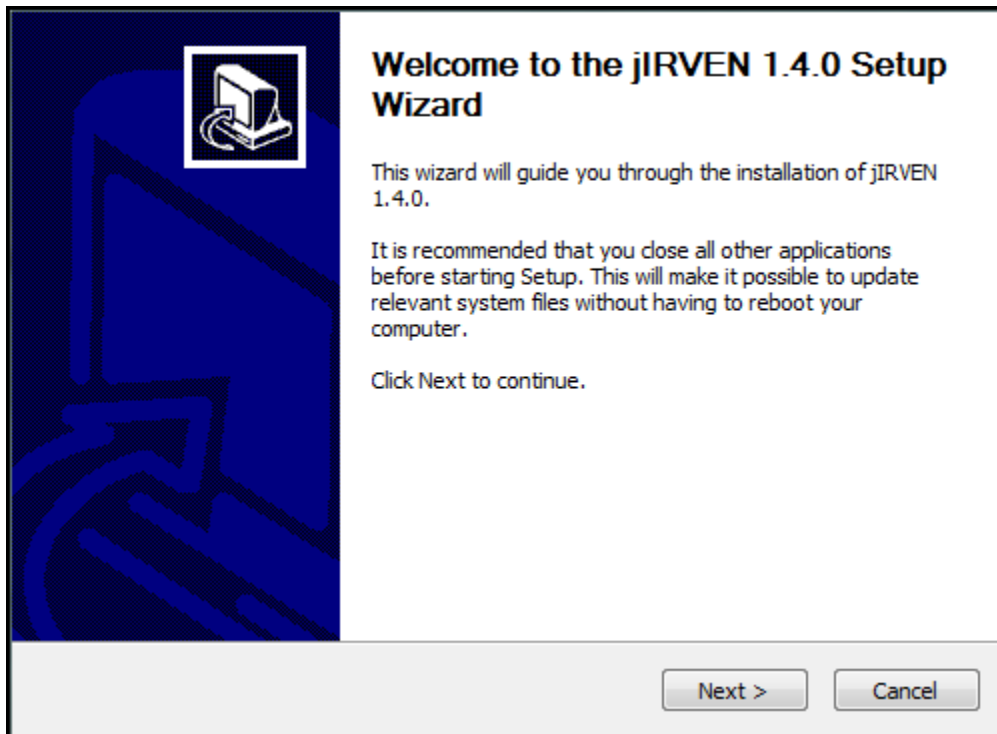 Welcome to the jIRVEN 1.4.0 Setup
Wizard
This wizard will guide you through the installation of jIRVEN
1.4.0.
It is recommended that you close all other applications
before starting Setup. This will make it possible to update
relevant system files without having to reboot your
computer.
Click Next to continue.
Next >
Cancel